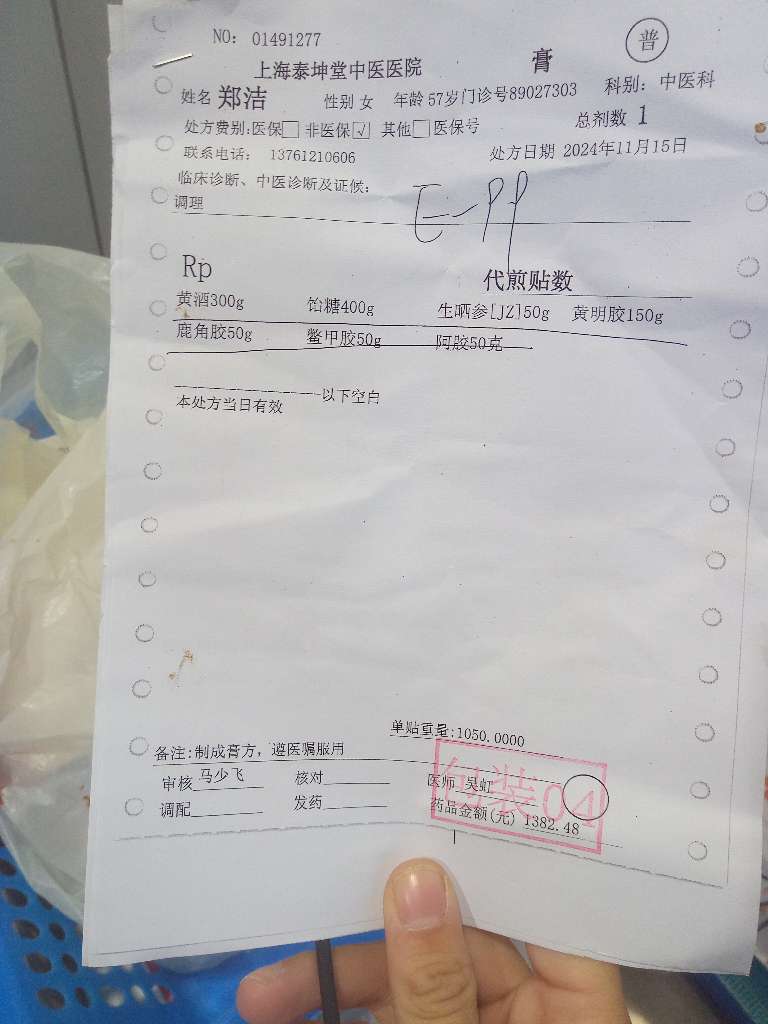 NO: 01491277
普
上海泰坤堂中医医院 膏
姓名 郑洁 性别 女 年龄 57岁门诊号89027303 科别: 中医科
处方费别:医保□ 非医保☑ 其他□ 医保号 总剂数 1
联系电话: 13761210606 处方日期 2024年11月15日
临床诊断、中医诊断及证候:
调理
Rp 代煎贴数
黄酒300g 饴糖400g 生晒参[JZ]50g 黄明胶150g
鹿角胶50g 鳖甲胶50g 阿胶50克
以下空白
本处方当日有效
单贴重量:1050.0000
备注:制成膏方, 遵医嘱服用
审核 马少飞 核对 医师 吴虹
调配 发药 药品金额(元) 1382.48
包装04